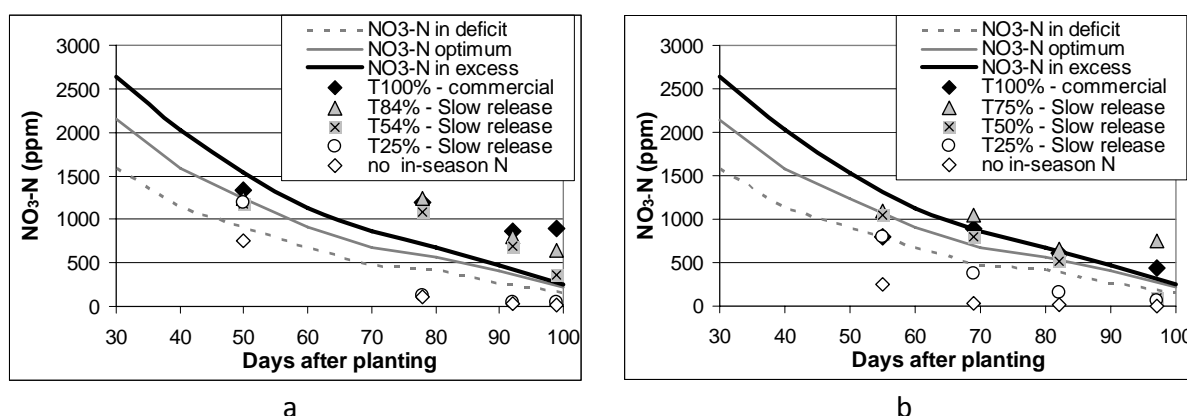 3000
2500
2000
1500
1000
500
0
NO3-N (ppm)
30 40 50 60 70 80 90 100
Days after planting
NO3-N in deficit
NO3-N optimum
NO3-N in excess
T100% - commercial
T84% - Slow release
T54% - Slow release
T25% - Slow release
no in-season N
a
3000
2500
2000
1500
1000
500
0
NO3-N (ppm)
30 40 50 60 70 80 90 100
Days after planting
NO3-N in deficit
NO3-N optimum
NO3-N in excess
T100% - commercial
T75% - Slow release
T50% - Slow release
T25% - Slow release
no in-season N
b